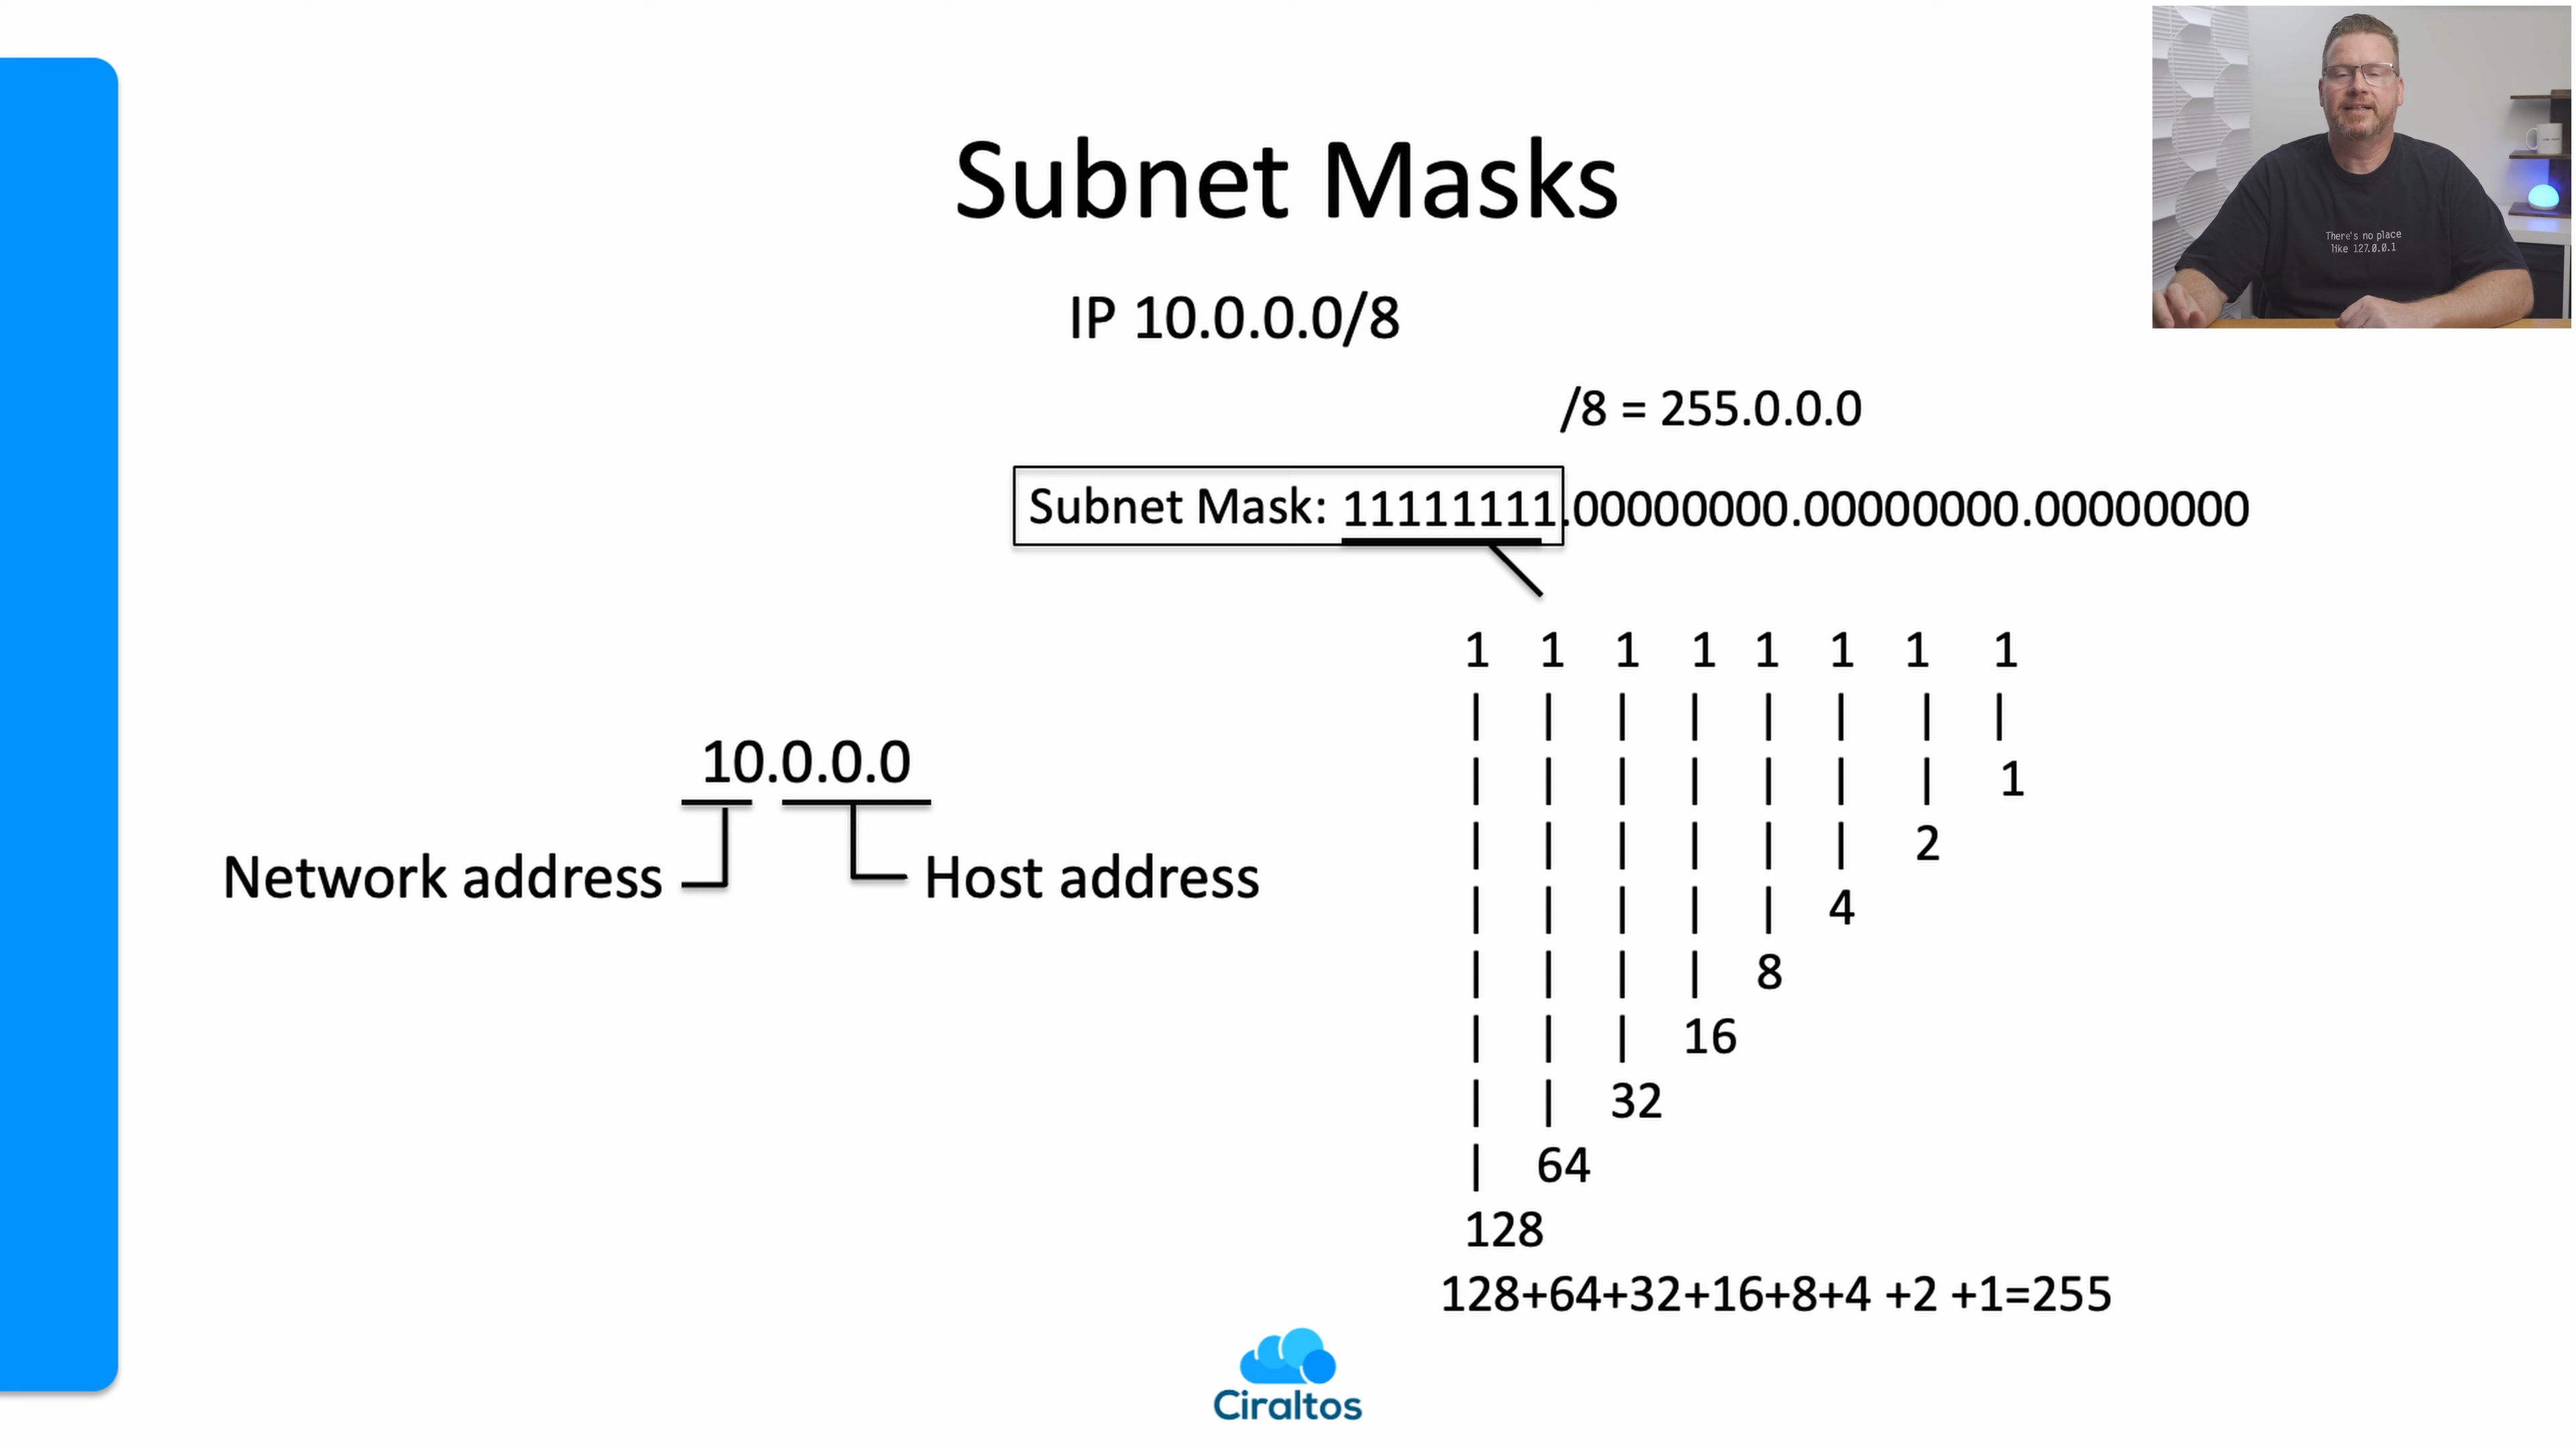 Subnet Masks
There's no place
like 127.0.0.1
IP 10.0.0.0/8
/8 = 255.0.0.0
Subnet Mask: 11111111.00000000.00000000.00000000
1 1 1 1 1 1 1 1
10.0.0.0
1
2
Network address
Host address
4
8
16
32
64
128
128+64+32+16+8+4 +2 +1=255
Ciraltos